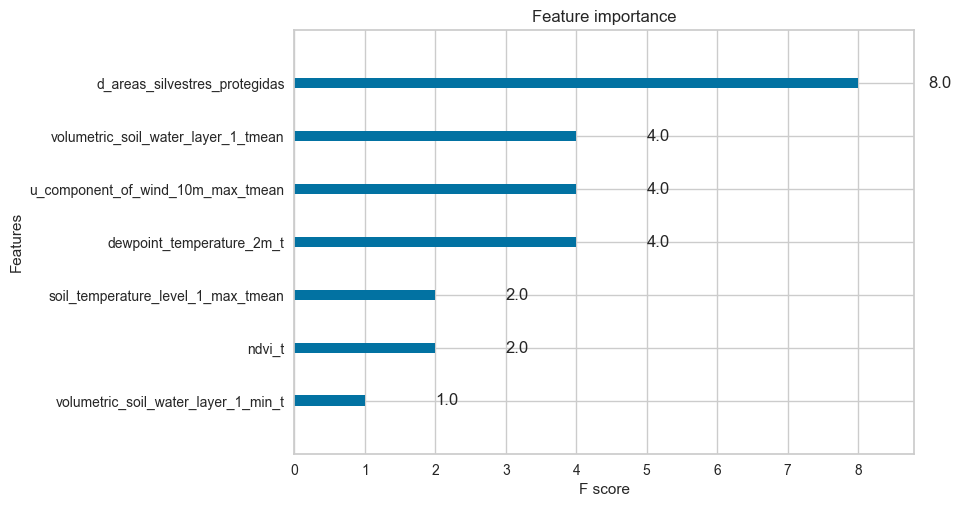 Feature importance
d_areas_silvestres_protegidas
8.0
volumetric_soil_water_layer_1_tmean
4.0
u_component_of_wind_10m_max_tmean
4.0
dewpoint_temperature_2m_t
4.0
soil_temperature_level_1_max_tmean
2.0
ndvi_t
2.0
volumetric_soil_water_layer_1_min_t
1.0
Features
0 1 2 3 4 5 6 7 8
F score